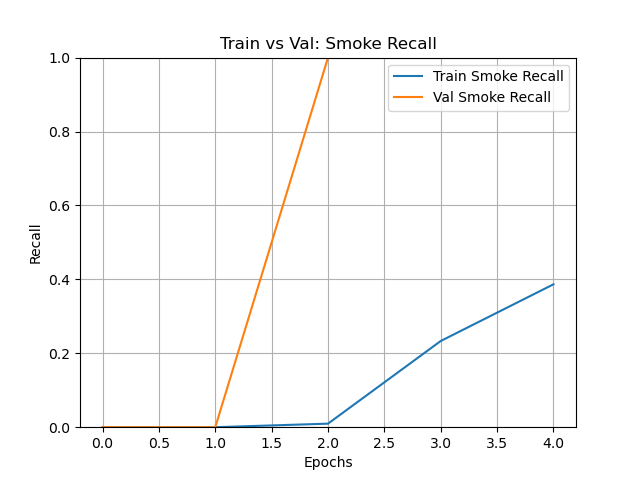 Train vs Val: Smoke Recall
Train Smoke Recall
Val Smoke Recall
Recall
1.0
0.8
0.6
0.4
0.2
0.0
0.0 0.5 1.0 1.5 2.0 2.5 3.0 3.5 4.0
Epochs